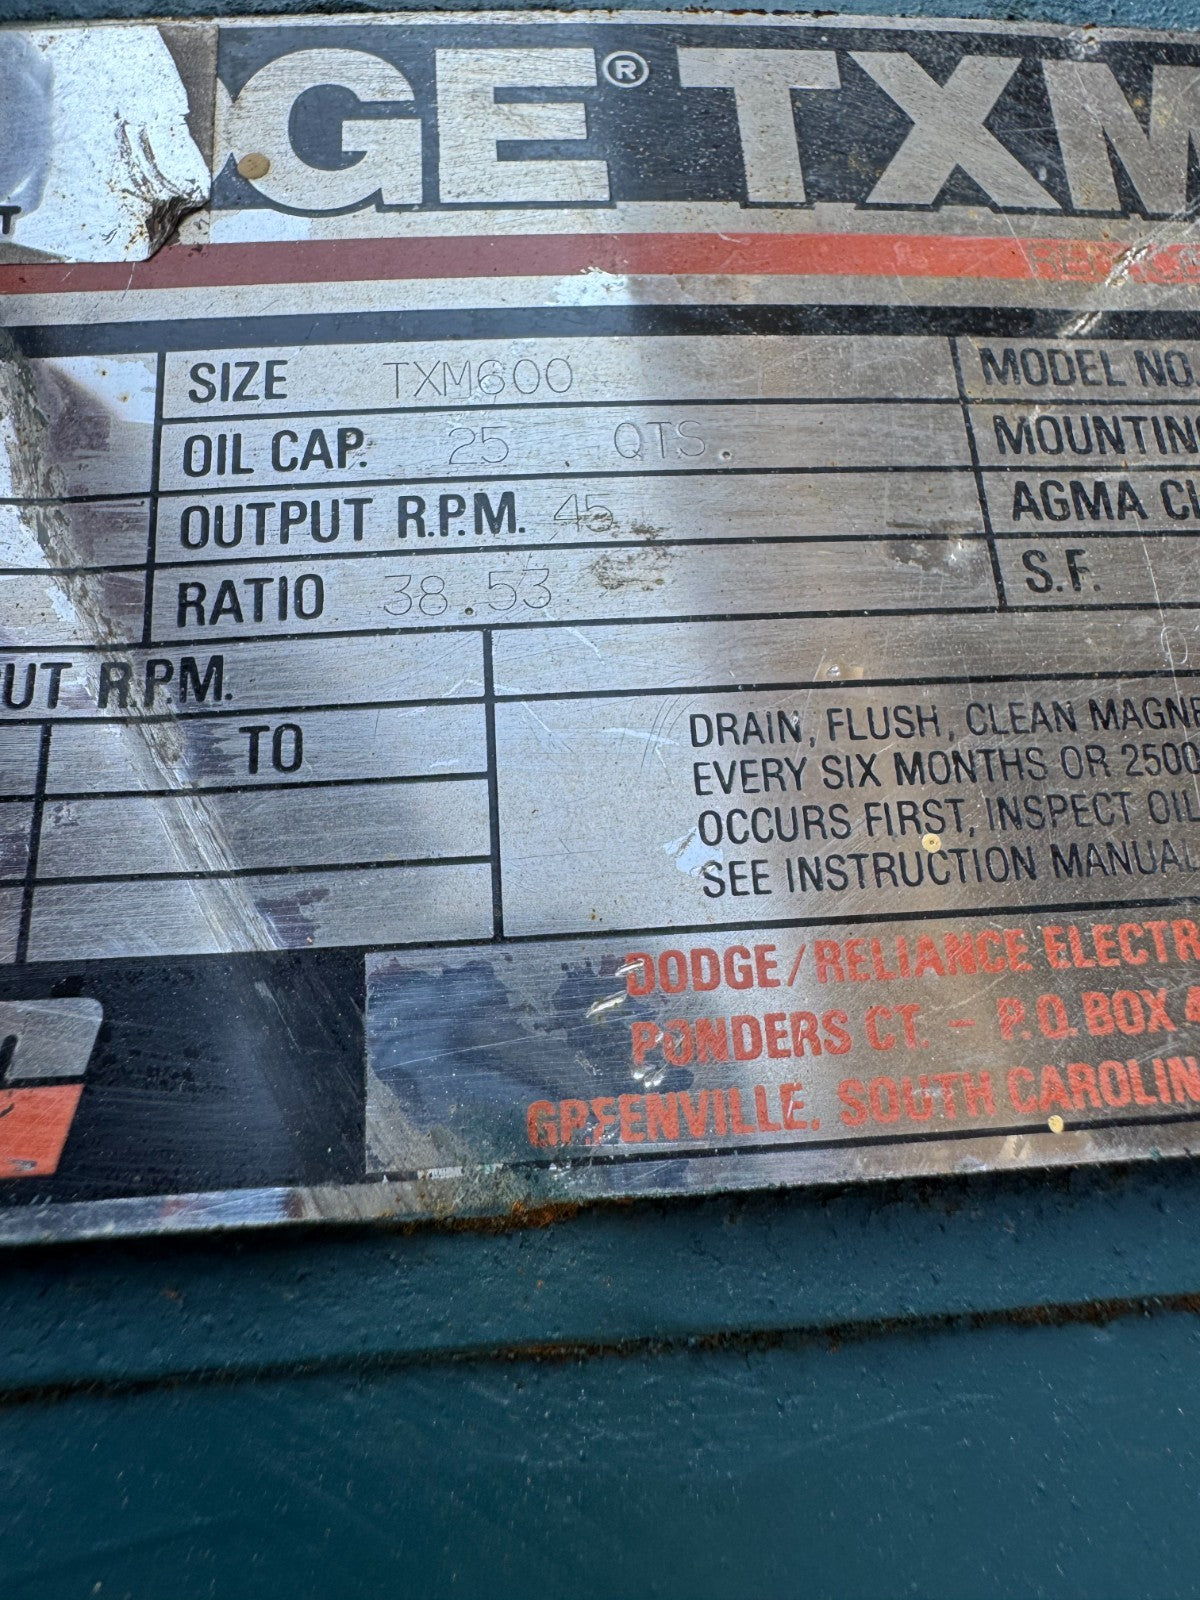 GE® TXM
T
SIZE TXM600
MODEL NO.
OIL CAP. 25 QTS.
MOUNTIN
OUTPUT R.P.M. 45
AGMA CL
RATIO 38.53
S.F.
UT R.P.M.
TO
DRAIN, FLUSH, CLEAN MAGNE
EVERY SIX MONTHS OR 2500
OCCURS FIRST, INSPECT OIL
SEE INSTRUCTION MANUAL
DODGE/RELIANCE ELECTR
PONDERS CT. – P.O. BOX 4
GREENVILLE, SOUTH CAROLIN